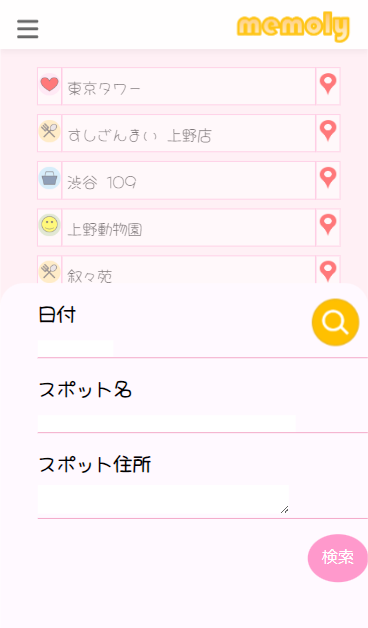 memoly
東京タワー
すしざんまい 上野店
渋谷 109
上野動物園
叙々苑
日付
スポット名
スポット住所
検索